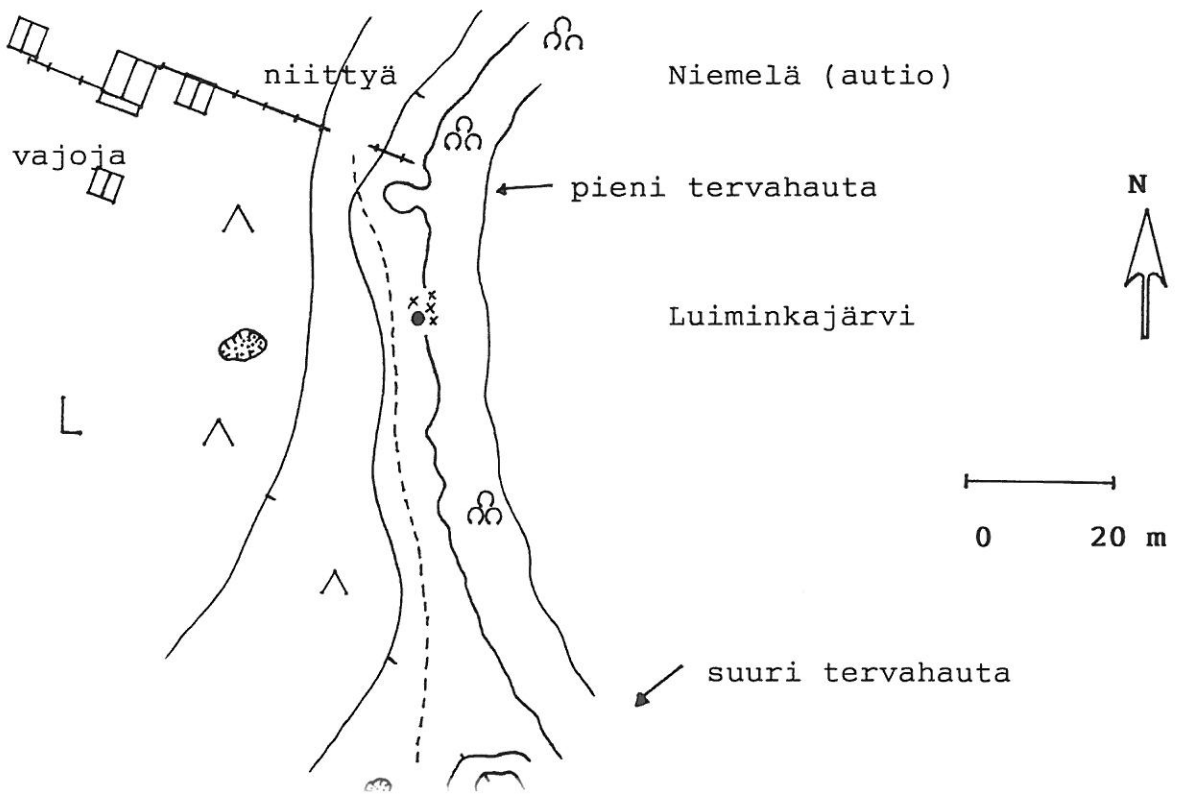 niittyä
Niemelä (autio)
vajoja
pieni tervahauta
N
Luiminkajärvi
0 20 m
suuri tervahauta